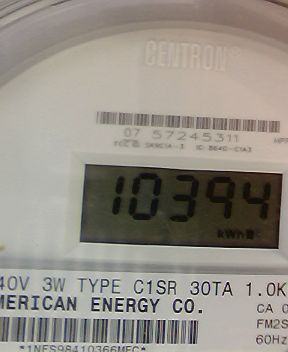 CENTRON®
07 57245311
10394
kWh
40V 3W TYPE C1SR 30TA 1.0K
MERICAN ENERGY CO.
CA 0
FM2S
60Hz
*1NFS98410366MEC*